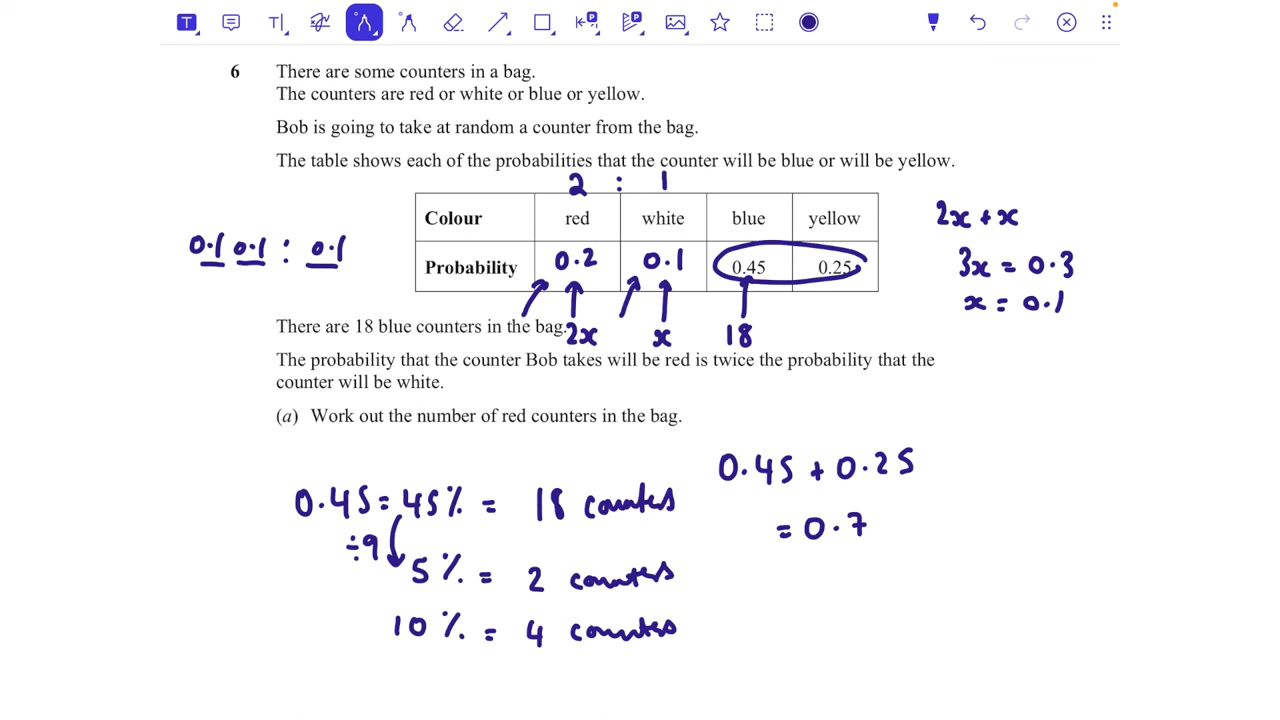 6 There are some counters in a bag.
The counters are red or white or blue or yellow.
Bob is going to take at random a counter from the bag.
The table shows each of the probabilities that the counter will be blue or will be yellow.
2 : 1
Colour red white blue yellow
Probability 0.2 0.1 0.45 0.25
0.1 0.1 : 0.1
2x + x
3x = 0.3
x = 0.1
There are 18 blue counters in the bag.
2x x 18
The probability that the counter Bob takes will be red is twice the probability that the
counter will be white.
(a) Work out the number of red counters in the bag.
0.45 + 0.25
= 0.7
0.45 = 45% = 18 counters
÷9
5% = 2 counters
10% = 4 counters